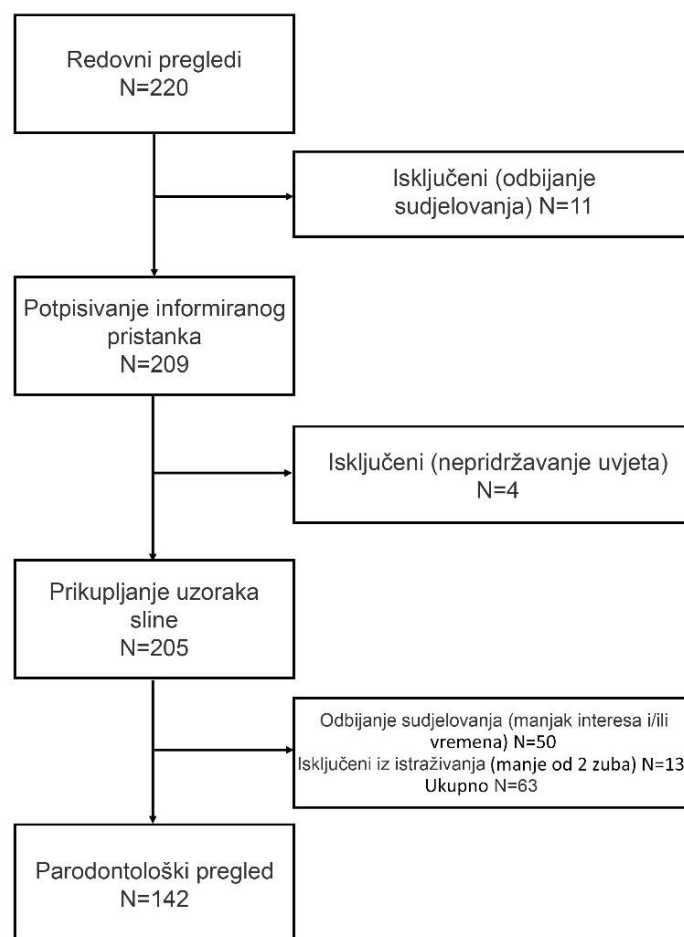 Redovni pregledi
N=220
Isključeni (odbijanje
sudjelovanja) N=11
Potpisivanje informiranog
pristanka
N=209
Isključeni (nepridržavanje uvjeta)
N=4
Prikupljanje uzoraka
sline
N=205
Odbijanje sudjelovanja (manjak interesa i/ili
vremena) N=50
Isključeni iz istraživanja (manje od 2 zuba) N=13
Ukupno N=63
Parodontološki pregled
N=142